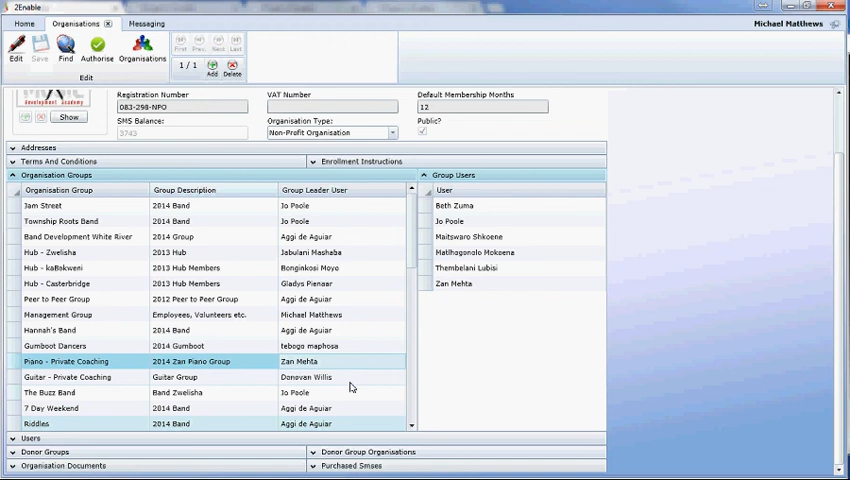 2Enable
Home Organisations Messaging Michael Matthews
Edit Save Find Authorise Organisations First Prev. Next Last
1 / 1 Add Delete
Edit
development Academy
Show
Registration Number VAT Number Default Membership Months
083-298-NPO 12
SMS Balance: Organisation Type: Public?
3743 Non-Profit Organisation
Addresses
Terms And Conditions Enrollment Instructions
Organisation Groups Group Users
Organisation Group Group Description Group Leader User User
Jam Street 2014 Band Jo Poole Beth Zuma
Township Roots Band 2014 Band Jo Poole Jo Poole
Band Development White River 2014 Group Aggi de Aguiar Maitswaro Shkoene
Hub - Zwelisha 2013 Hub Jabulani Mashaba Matlhogonolo Mokoena
Hub - kaBokweni 2013 Hub Members Bonginkosi Moyo Thembelani Lubisi
Hub - Casterbridge 2013 Hub Members Gladys Pienaar Zan Mehta
Peer to Peer Group 2012 Peer to Peer Group Aggi de Aguiar
Management Group Employees, Volunteers etc. Michael Matthews
Hannah's Band 2014 Band Aggi de Aguiar
Gumboot Dancers 2014 Gumboot tebogo maphosa
Piano - Private Coaching 2014 Zan Piano Group Zan Mehta
Guitar - Private Coaching Guitar Group Donovan Willis
The Buzz Band Band Zwelisha Jo Poole
7 Day Weekend 2014 Band Aggi de Aguiar
Riddles 2014 Band Aggi de Aguiar
Users
Donor Groups Donor Group Organisations
Organisation Documents Purchased Smses